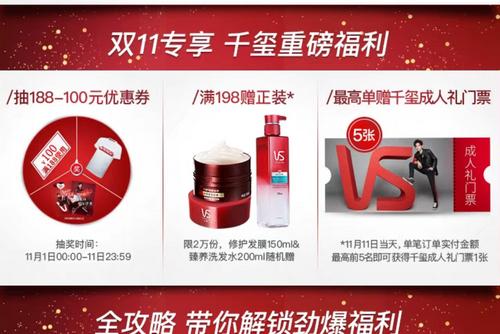 双11专享 千玺重磅福利
/抽188-100元优惠券
/满198赠正装*
/最高单赠千玺成人礼门票
¥100
奖
VS
5张
VS
成人礼门票
抽奖时间：
11月1日00:00-11日23:59
限2万份，修护发膜150ml&
臻养洗发水200ml随机赠
*11月11日当天，单笔订单实付金额
最高前5名即可获得千玺成人礼门票1张
全攻略 带你解锁劲爆福利